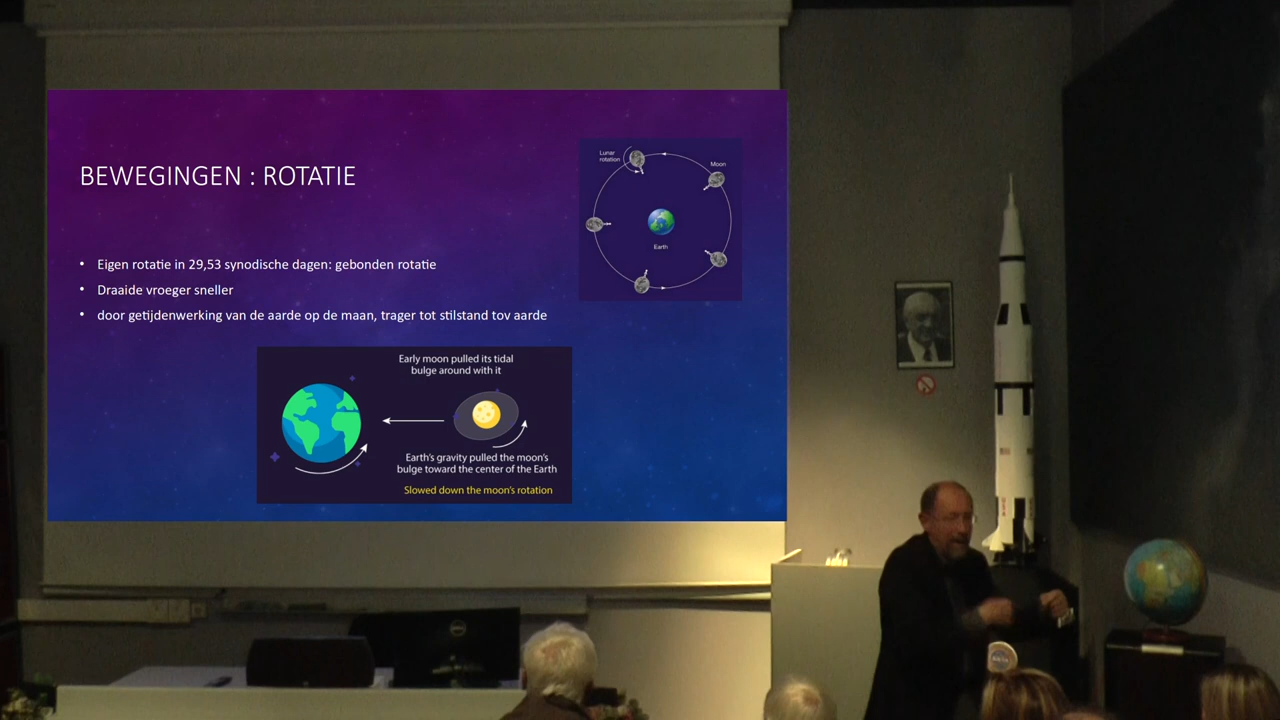 BEWEGINGEN : ROTATIE
Lunar
rotation
Moon
Earth
• Eigen rotatie in 29,53 synodische dagen: gebonden rotatie
• Draaide vroeger sneller
• door getijdenwerking van de aarde op de maan, trager tot stilstand tov aarde
Early moon pulled its tidal
bulge around with it
Earth's gravity pulled the moon's
bulge toward the center of the Earth
Slowed down the moon's rotation
DELL